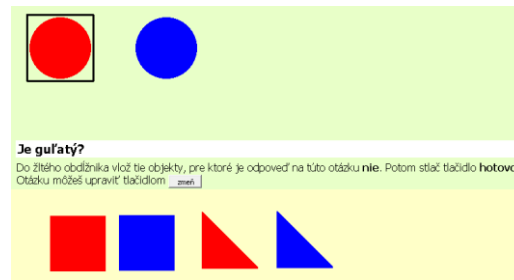 Je guľatý?
Do žltého obdĺžnika vlož tie objekty, pre ktoré je odpoveď na túto otázku nie. Potom stlač tlačidlo hotovo
Otázku môžeš upraviť tlačidlom zmeň